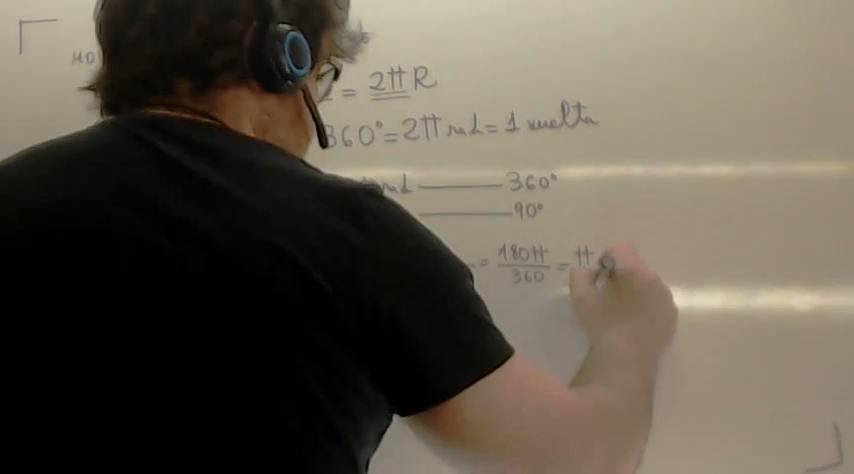 = 2π R
360° = 2π rad = 1 vuelta
rad ——— 360°
——— 90°
= 180π/360 = π